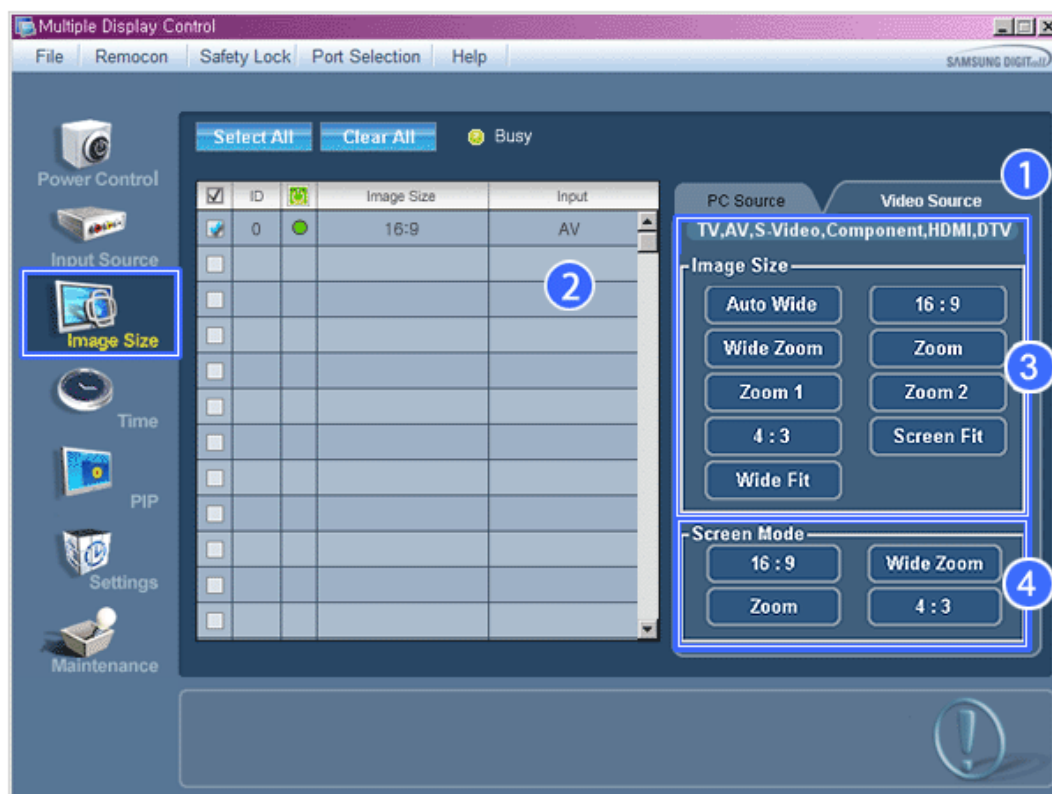 Multiple Display Control
File Remocon Safety Lock Port Selection Help
SAMSUNG DIGITall
Select All Clear All Busy
Power Control
Input Source
Image Size
Time
PIP
Settings
Maintenance
ID Image Size Input
0 16:9 AV
2
1
PC Source Video Source
TV,AV,S-Video,Component,HDMI,DTV
Image Size
Auto Wide 16 : 9
Wide Zoom Zoom
3
Zoom 1 Zoom 2
4 : 3 Screen Fit
Wide Fit
Screen Mode
16 : 9 Wide Zoom
4
Zoom 4 : 3